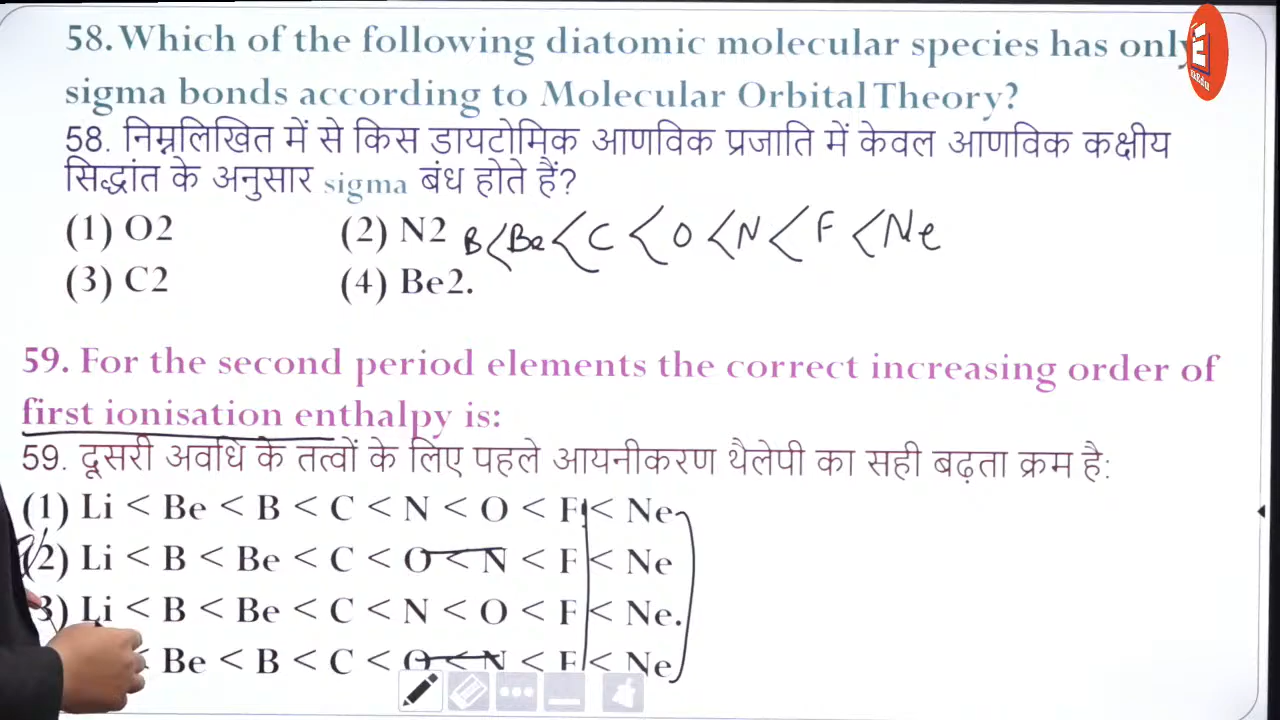 58. Which of the following diatomic molecular species has only
sigma bonds according to Molecular Orbital Theory?
58. निम्नलिखित में से किस डायटोमिक आणविक प्रजाति में केवल आणविक कक्षीय
सिद्धांत के अनुसार sigma बंध होते हैं?
(1) O2 (2) N2 B < Be < C < O < N < F < Ne
(3) C2 (4) Be2.
59. For the second period elements the correct increasing order of
first ionisation enthalpy is:
59. दूसरी अवधि के तत्वों के लिए पहले आयनीकरण थैलेपी का सही बढ़ता क्रम है:
(1) Li < Be < B < C < N < O < F < Ne
(2) Li < B < Be < C < O < N < F < Ne
3) Li < B < Be < C < N < O < F < Ne.
< Be < B < C < O < N < F < Ne